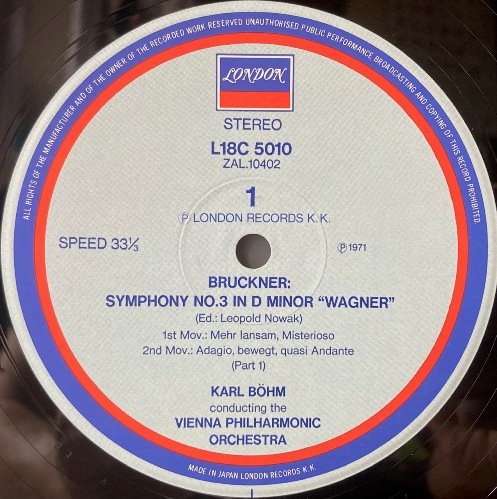 ALL RIGHTS OF THE MANUFACTURER AND OF THE OWNER OF THE RECORDED WORK RESERVED UNAUTHORISED PUBLIC PERFORMANCE BROADCASTING AND COPYING OF THIS RECORD PROHIBITED
LONDON
STEREO
L18C 5010
ZAL.10402
1
Ⓟ LONDON RECORDS K. K.
SPEED 33⅓
Ⓟ 1971
BRUCKNER:
SYMPHONY NO.3 IN D MINOR “WAGNER”
(Ed.: Leopold Nowak)
1st Mov.: Mehr lansam, Misterioso
2nd Mov.: Adagio, bewegt, quasi Andante
(Part 1)
KARL BÖHM
conducting the
VIENNA PHILHARMONIC
ORCHESTRA
MADE IN JAPAN LONDON RECORDS K. K.